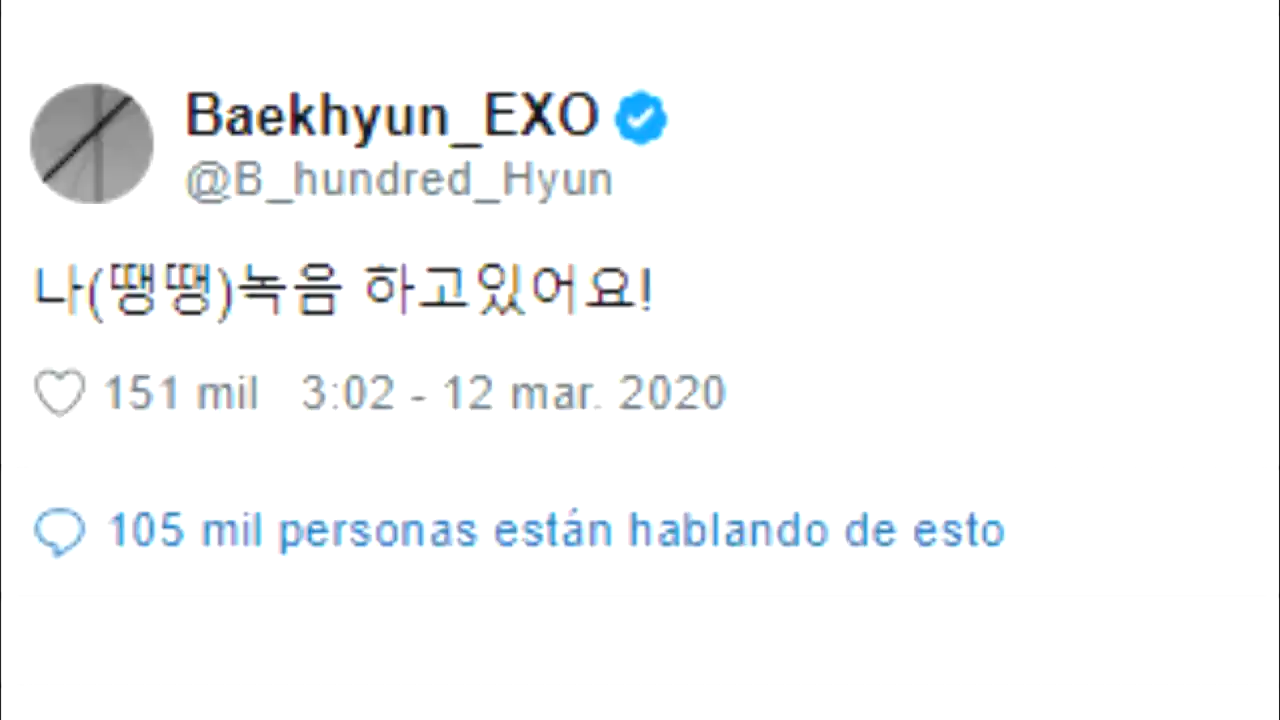 Baekhyun_EXO
@B_hundred_Hyun
나(땡땡)녹음 하고있어요!
151 mil 3:02 - 12 mar. 2020
105 mil personas están hablando de esto